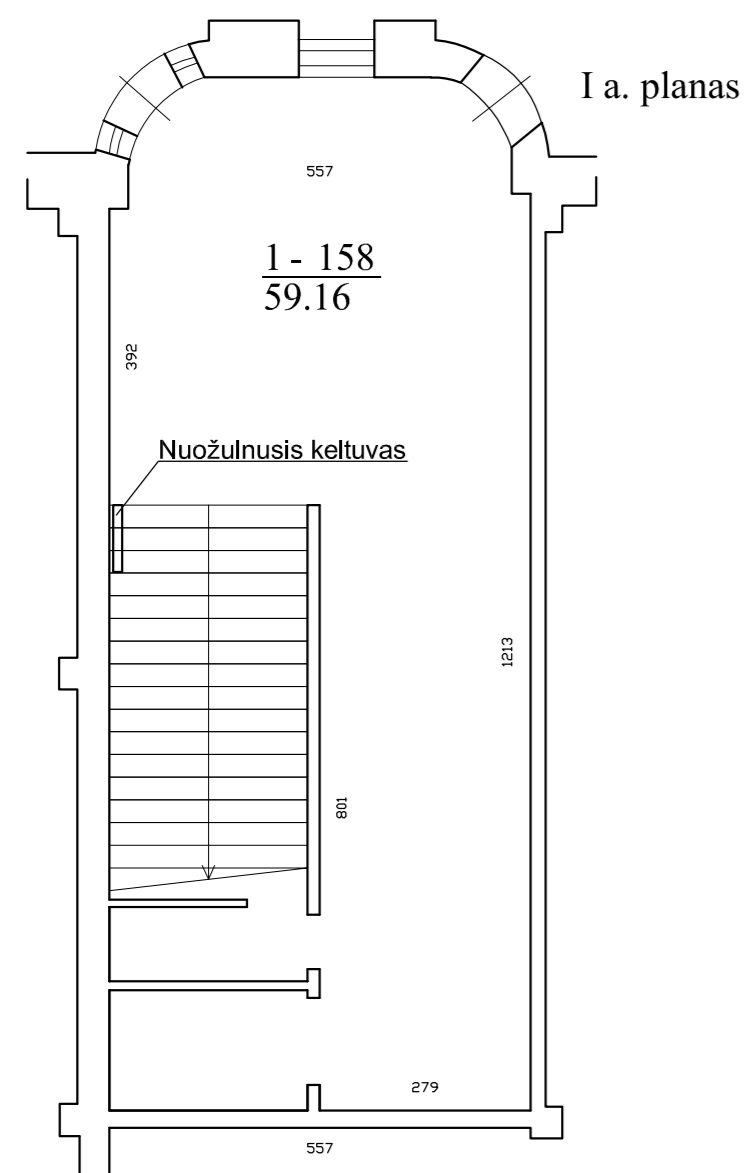 I a. planas
557
1 - 158
59.16
392
Nuožulnusis keltuvas
1213
801
279
557